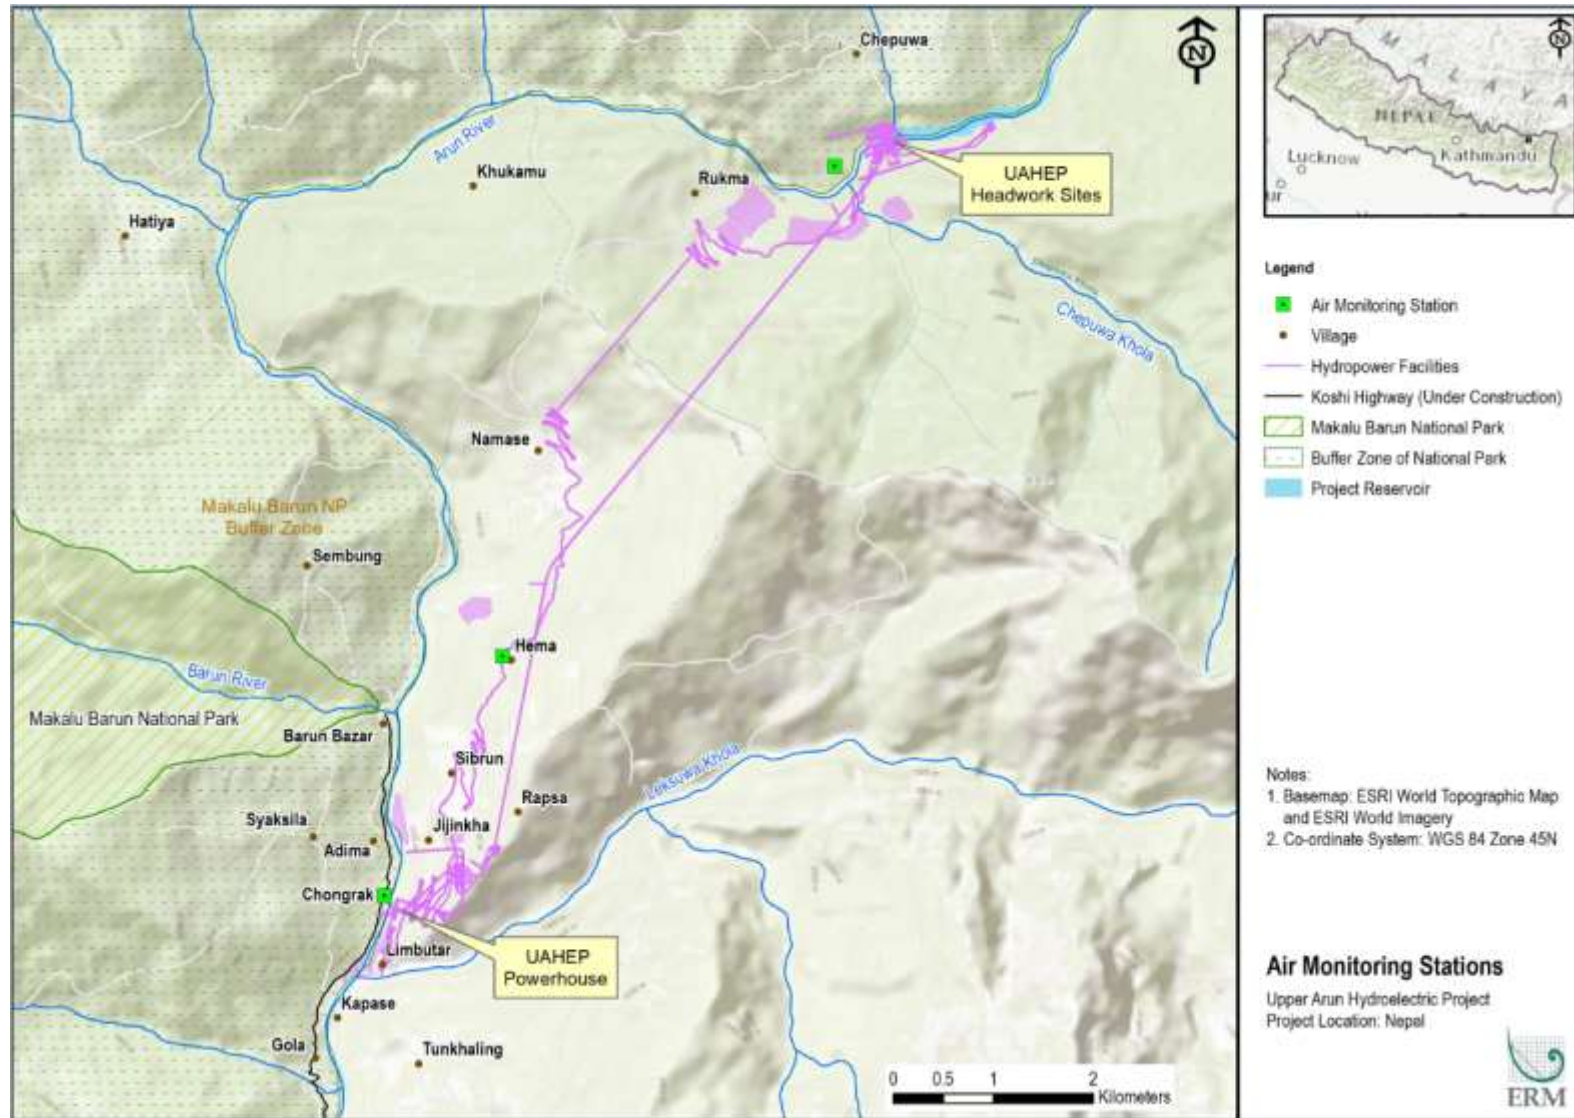 Chepuwa
N
Arun River
Khukamu
Rukma
UAHEP
Headwork Sites
Hatiya
Chepuwa Khola
Namase
Makalu Barun NP
Buffer Zone
Sembung
Hema
Barun River
Makalu Barun National Park
Barun Bazar
Sibrun
Leksuwa Khola
Rapsa
Syaksila
Jijinkha
Adima
Chongrak
Limbutar
UAHEP
Powerhouse
Kapase
Gola
Tunkhaling
0 0.5 1 2
Kilometers
N
M A L A Y A
NEPAL
Lucknow
Kathmandu
ur
Legend
Air Monitoring Station
Village
Hydropower Facilities
Koshi Highway (Under Construction)
Makalu Barun National Park
Buffer Zone of National Park
Project Reservoir
Notes:
1. Basemap: ESRI World Topographic Map
and ESRI World Imagery
2. Co-ordinate System: WGS 84 Zone 45N
Air Monitoring Stations
Upper Arun Hydroelectric Project
Project Location: Nepal
ERM